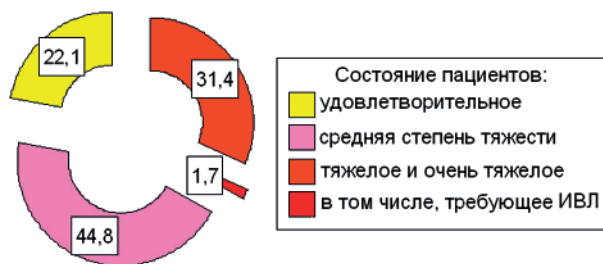 22,1
31,4
1,7
44,8
Состояние пациентов:
удовлетворительное
средняя степень тяжести
тяжелое и очень тяжелое
в том числе, требующее ИВЛ